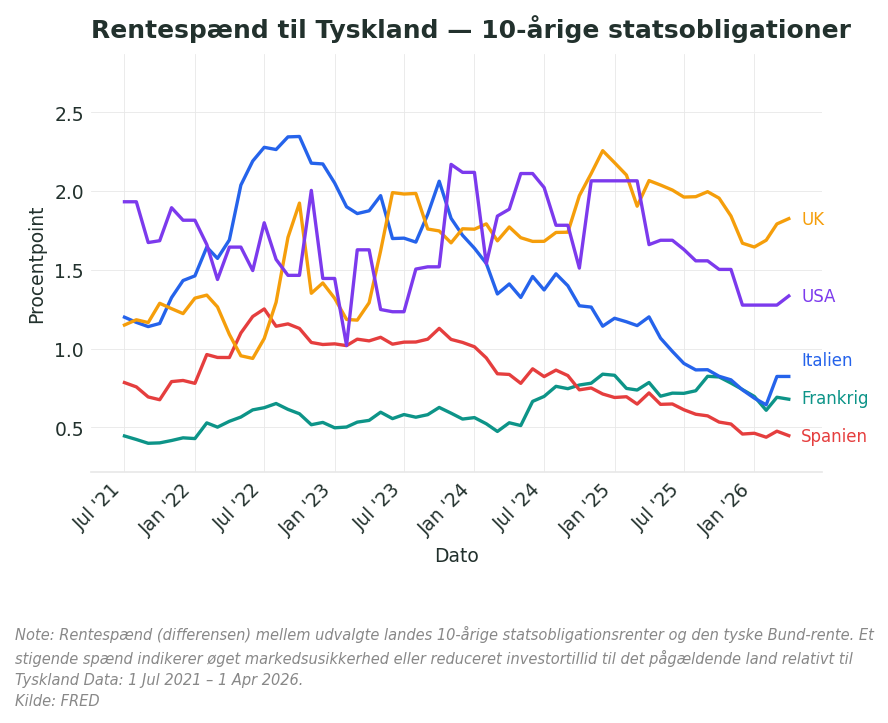 Rentespænd til Tyskland — 10-årige statsobligationer
Procentpoint
2.5
2.0
1.5
1.0
0.5
UK
USA
Italien
Frankrig
Spanien
Jul '21
Jan '22
Jul '22
Jan '23
Jul '23
Jan '24
Jul '24
Jan '25
Jul '25
Jan '26
Dato
Note: Rentespænd (differensen) mellem udvalgte landes 10-årige statsobligationsrenter og den tyske Bund-rente. Et
stigende spænd indikerer øget markedsusikkerhed eller reduceret investortillid til det pågældende land relativt til
Tyskland Data: 1 Jul 2021 – 1 Apr 2026.
Kilde: FRED